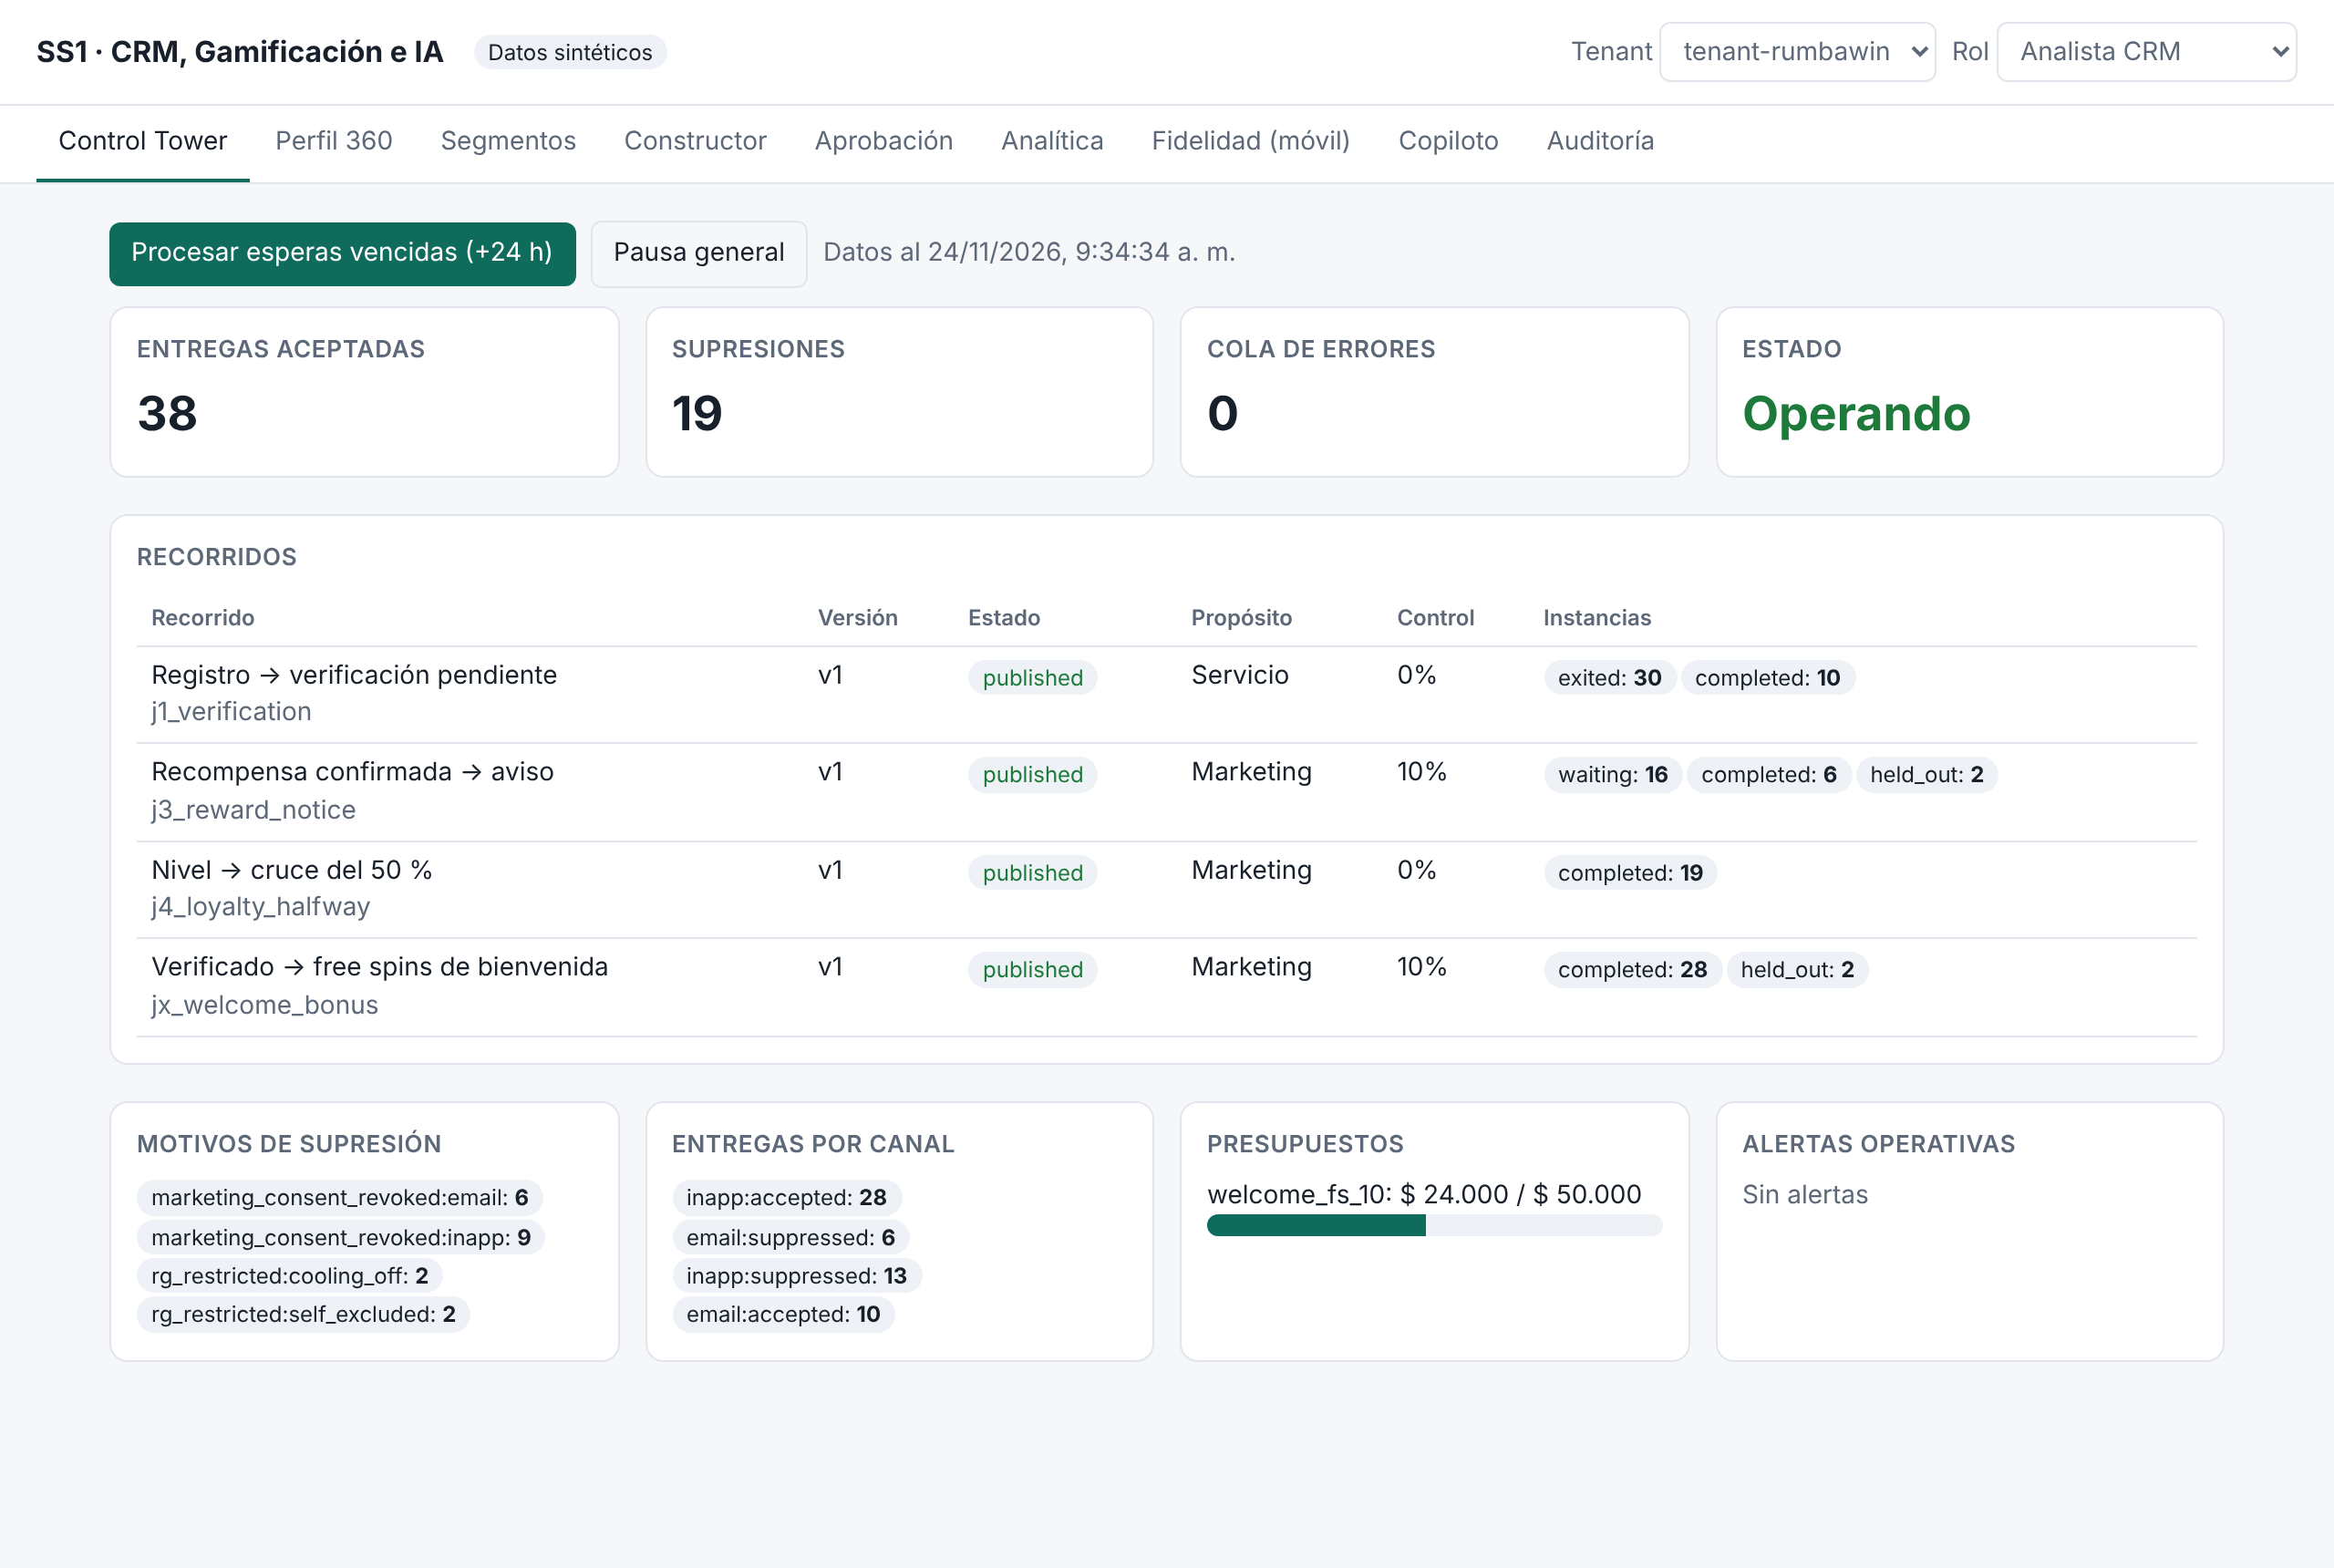 SS1 · CRM, Gamificación e IA Datos sintéticos Tenant tenant-rumbawin Rol Analista CRM
Control Tower Perfil 360 Segmentos Constructor Aprobación Analítica Fidelidad (móvil) Copiloto Auditoría
Procesar esperas vencidas (+24 h) Pausa general Datos al 24/11/2026, 9:34:34 a. m.
ENTREGAS ACEPTADAS
38
SUPRESIONES
19
COLA DE ERRORES
0
ESTADO
Operando
RECORRIDOS
Recorrido Versión Estado Propósito Control Instancias
Registro → verificación pendiente v1 published Servicio 0% exited: 30 completed: 10
j1_verification
Recompensa confirmada → aviso v1 published Marketing 10% waiting: 16 completed: 6 held_out: 2
j3_reward_notice
Nivel → cruce del 50 % v1 published Marketing 0% completed: 19
j4_loyalty_halfway
Verificado → free spins de bienvenida v1 published Marketing 10% completed: 28 held_out: 2
jx_welcome_bonus
MOTIVOS DE SUPRESIÓN
marketing_consent_revoked:email: 6
marketing_consent_revoked:inapp: 9
rg_restricted:cooling_off: 2
rg_restricted:self_excluded: 2
ENTREGAS POR CANAL
inapp:accepted: 28
email:suppressed: 6
inapp:suppressed: 13
email:accepted: 10
PRESUPUESTOS
welcome_fs_10: $ 24.000 / $ 50.000
ALERTAS OPERATIVAS
Sin alertas